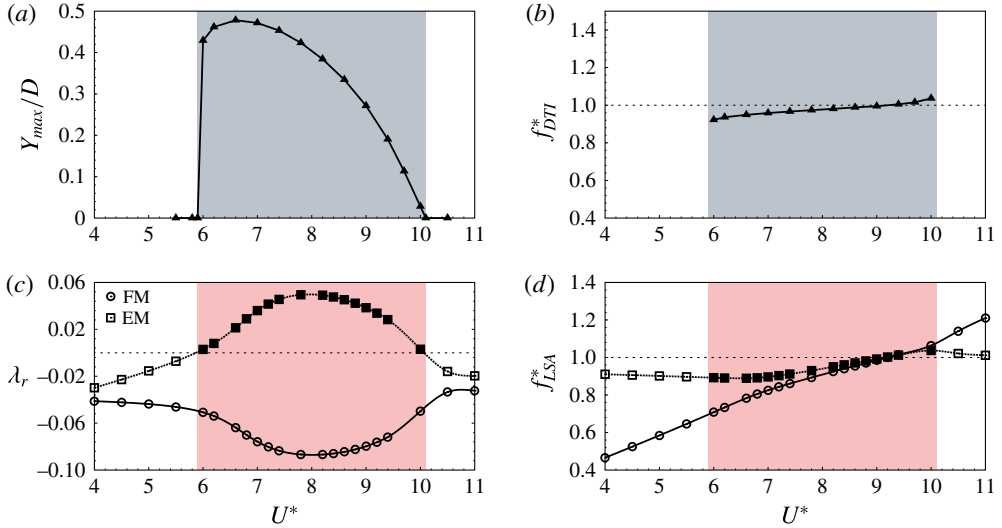 (a)
0.5
0.4
0.3
0.2
0.1
0
Y_max/D
4 5 6 7 8 9 10 11
(b)
1.4
1.2
1.0
0.8
0.6
0.4
f*_DTI
4 5 6 7 8 9 10 11
(c)
0.06
0.02
−0.02
−0.06
−0.10
λ_r
FM
EM
4 5 6 7 8 9 10 11
U*
(d)
1.4
1.2
1.0
0.8
0.6
0.4
f*_LSA
4 5 6 7 8 9 10 11
U*